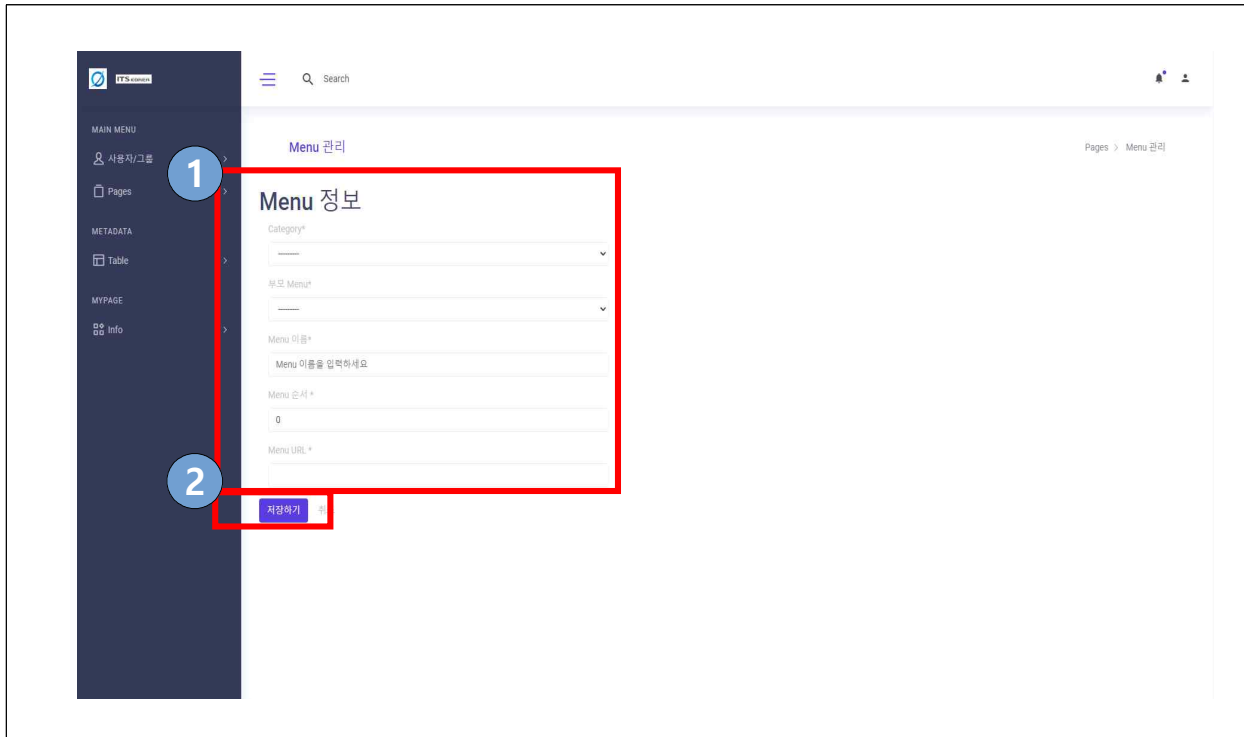 Search
MAIN MENU
사용자/그룹
Pages
METADATA
Table
MYPAGE
Info
Menu 관리
Pages > Menu 관리
1
Menu 정보
Category*
부모 Menu*
Menu 이름*
Menu 이름을 입력하세요
Menu 순서 *
0
Menu URL *
2
저장하기